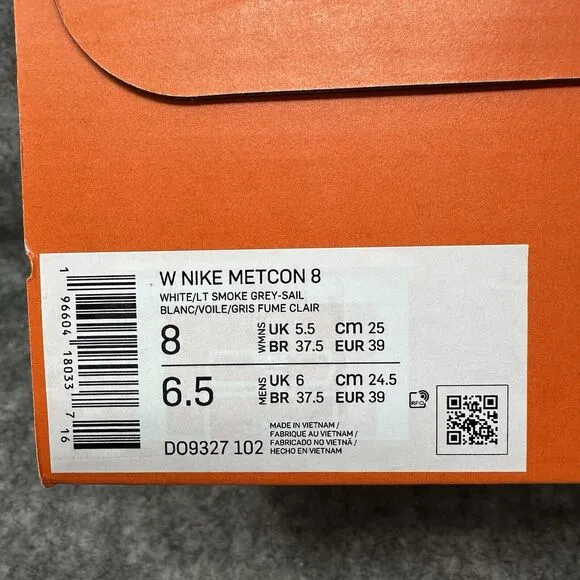 W NIKE METCON 8
WHITE/LT SMOKE GREY-SAIL
BLANC/VOILE/GRIS FUME CLAIR
8 WMNS UK 5.5 cm 25
BR 37.5 EUR 39
6.5 MENS UK 6 cm 24.5
BR 37.5 EUR 39
RFID
DO9327 102
MADE IN VIETNAM /
FABRIQUE AU VIETNAM /
FABRICADO NO VIETNÃ /
HECHO EN VIETNAM
1 96604 18033 7 16